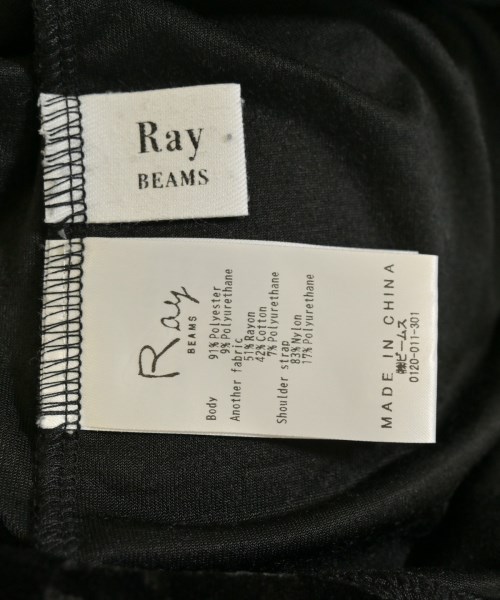 Ray
BEAMS
Ray
BEAMS
Body
91%Polyester
9%Polyurethane
Another fabric
51%Rayon
42%Cotton
7%Polyurethane
Shoulder strap
83%Nylon
17%Polyurethane
MADE IN CHINA
㈱ビームス
0120-011-301